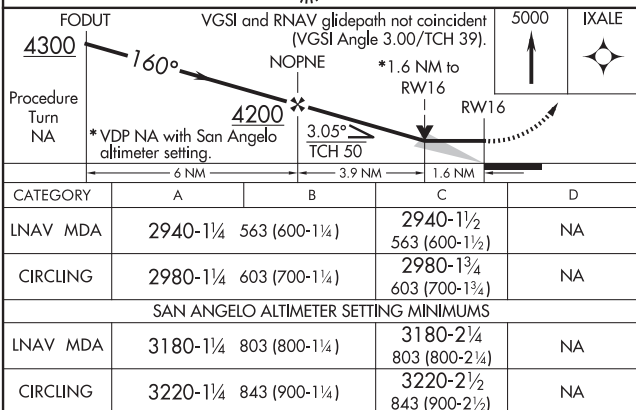 FODUT
VGSI and RNAV glidepath not coincident
(VGSI Angle 3.00/TCH 39).
5000
IXALE
4300
160°
NOPNE
*1.6 NM to
RW16
RW16
Procedure
Turn
NA
4200
*VDP NA with San Angelo
altimeter setting.
3.05°
TCH 50
6 NM
3.9 NM
1.6 NM
CATEGORY A B C D
LNAV MDA 2940-1¼ 563 (600-1¼) 2940-1½ NA
563 (600-1½)
CIRCLING 2980-1¼ 603 (700-1¼) 2980-1¾ NA
603 (700-1¾)
SAN ANGELO ALTIMETER SETTING MINIMUMS
LNAV MDA 3180-1¼ 803 (800-1¼) 3180-2¼ NA
803 (800-2¼)
CIRCLING 3220-1¼ 843 (900-1¼) 3220-2½ NA
843 (900-2½)